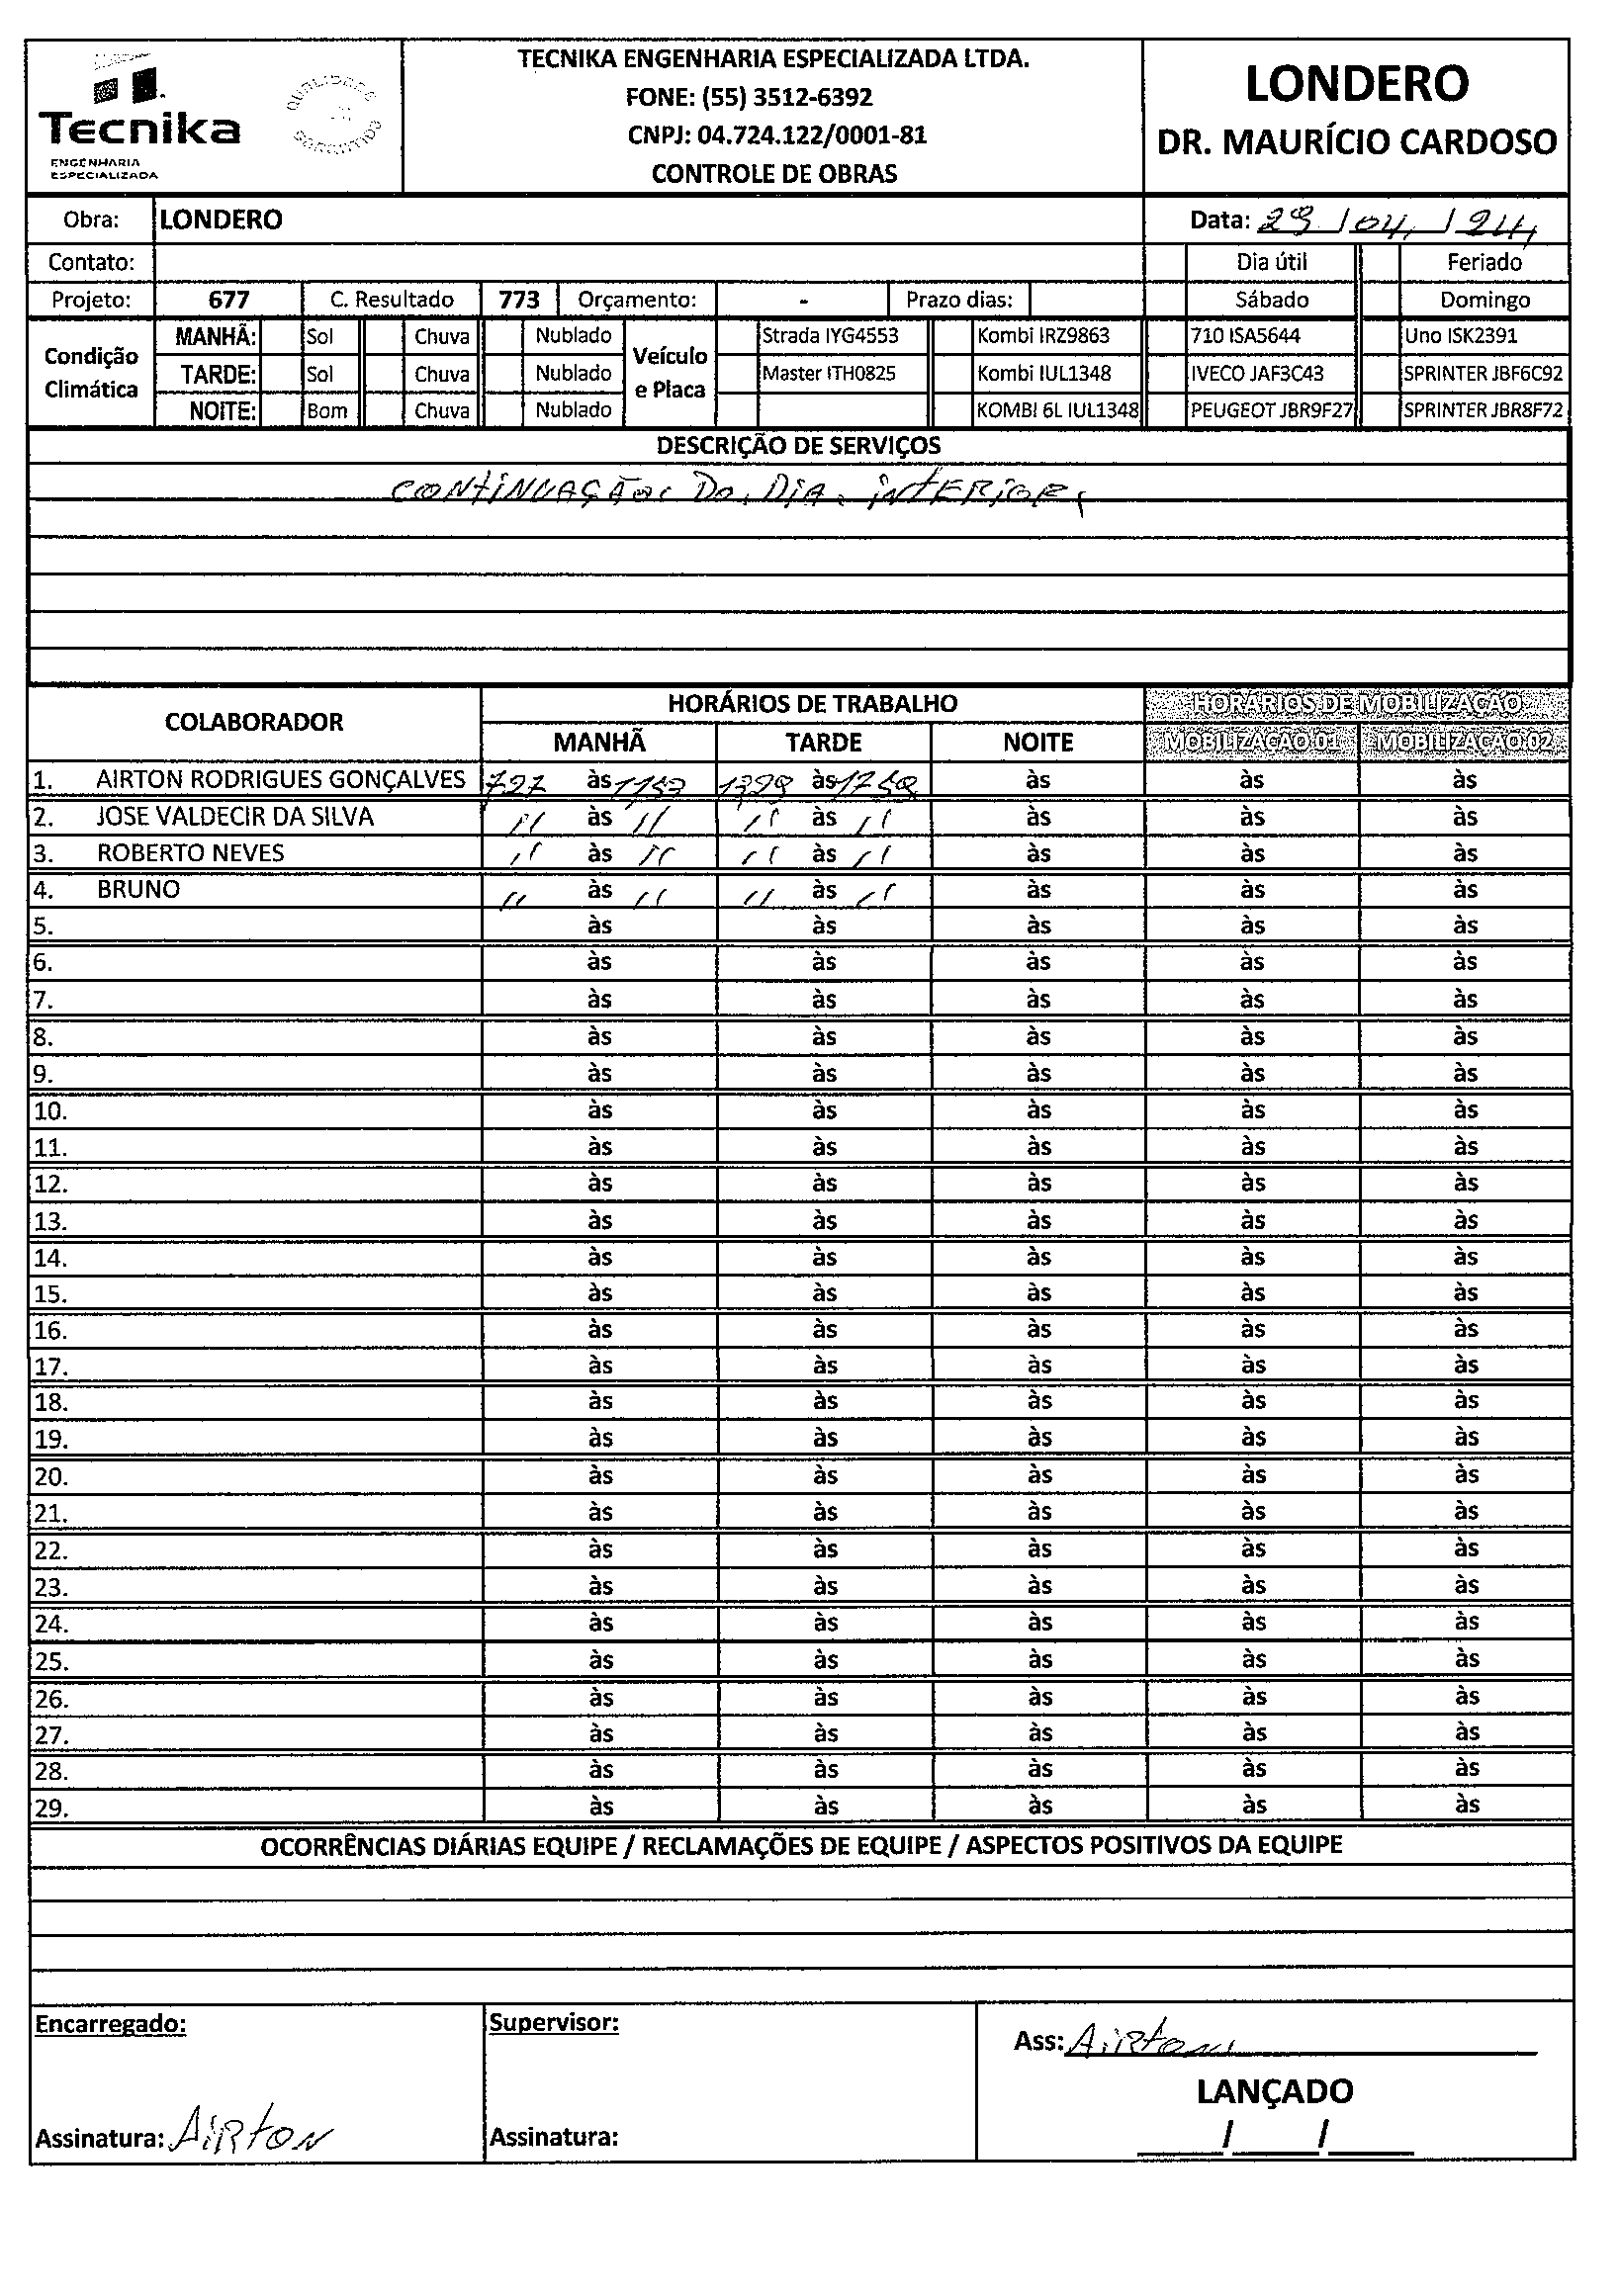 Tecnika
ENGENHARIA
ESPECIALIZADA
QUALIDADE
TECNIKA ENGENHARIA ESPECIALIZADA LTDA.
FONE: (55) 3512-6392
CNPJ: 04.724.122/0001-81
CONTROLE DE OBRAS
LONDERO
DR. MAURÍCIO CARDOSO
Obra: LONDERO Data: 29/04/24
Contato: Dia útil Feriado
Projeto: 677 C. Resultado 773 Orçamento: - Prazo dias: Sábado Domingo
Condição Climática Veículo e Placa
MANHÃ: Sol Chuva Nublado Strada IYG4553 Kombi IRZ9863 710 ISA5644 Uno ISK2391
TARDE: Sol Chuva Nublado Master ITH0825 Kombi IUL1348 IVECO JAF3C43 SPRINTER JBF6C92
NOITE: Bom Chuva Nublado KOMBI 6L IUL1348 PEUGEOT JBR9F27 SPRINTER JBR8F72
DESCRIÇÃO DE SERVIÇOS
CONTINUAÇÃO. DO. DIA. INTERIOR,
COLABORADOR HORÁRIOS DE TRABALHO HORÁRIOS DE MOBILIZAÇÃO
MANHÃ TARDE NOITE MOBILIZAÇÃO 01 MOBILIZAÇÃO 02
1. AIRTON RODRIGUES GONÇALVES 727 às 1157 1329 às 1759 às às às
2. JOSE VALDECIR DA SILVA " às " " às " às às às
3. ROBERTO NEVES " às " " às " às às às
4. BRUNO " às " " às " às às às
5. às às às às às
6. às às às às às
7. às às às às às
8. às às às às às
9. às às às às às
10. às às às às às
11. às às às às às
12. às às às às às
13. às às às às às
14. às às às às às
15. às às às às às
16. às às às às às
17. às às às às às
18. às às às às às
19. às às às às às
20. às às às às às
21. às às às às às
22. às às às às às
23. às às às às às
24. às às às às às
25. às às às às às
26. às às às às às
27. às às às às às
28. às às às às às
29. às às às às às
OCORRÊNCIAS DIÁRIAS EQUIPE / RECLAMAÇÕES DE EQUIPE / ASPECTOS POSITIVOS DA EQUIPE
Encarregado: Supervisor: Ass: Airton
LANÇADO
Assinatura: AIRTON Assinatura: ____/____/____